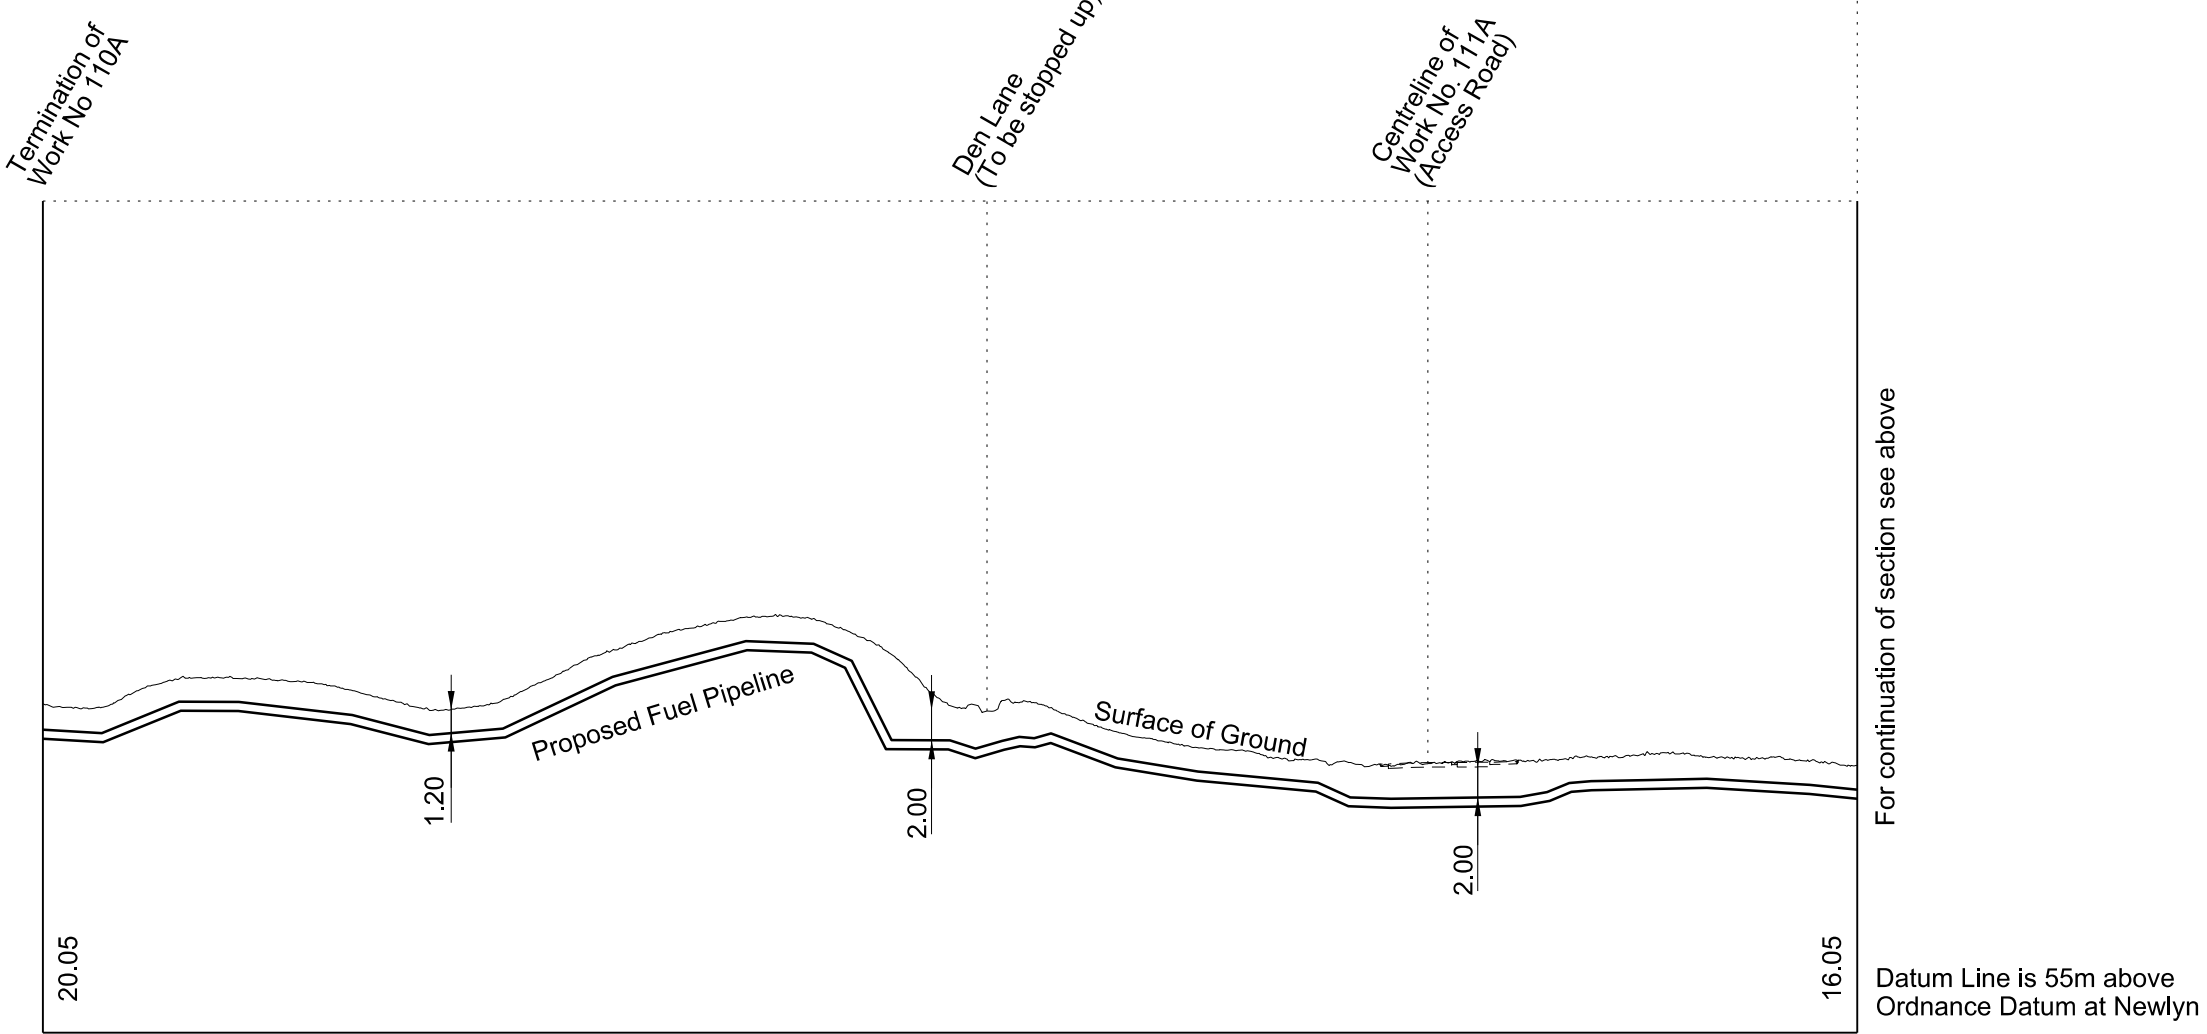 Termination of
Work No 110A
Den Lane
(To be stopped up)
Centreline of
Work No. 111A
(Access Road)
Proposed Fuel Pipeline
Surface of Ground
1.20
2.00
2.00
For continuation of section see above
20.05
16.05
Datum Line is 55m above
Ordnance Datum at Newlyn